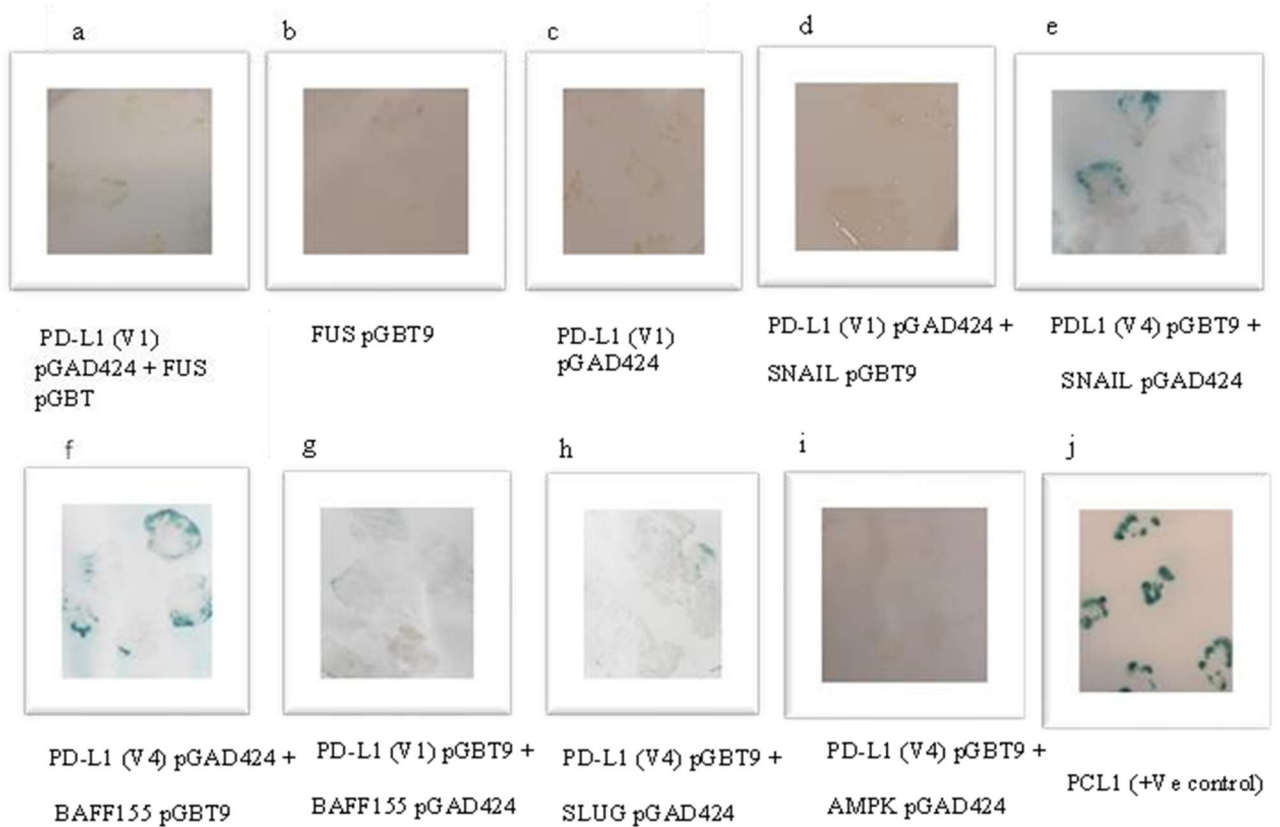 a
b
c
d
e
PD-L1 (V1)
pGAD424 + FUS
pGBT
FUS pGBT9
PD-L1 (V1)
pGAD424
PD-L1 (V1) pGAD424 +
SNAIL pGBT9
PDL1 (V4) pGBT9 +
SNAIL pGAD424
f
g
h
i
j
PD-L1 (V4) pGAD424 +
BAFF155 pGBT9
PD-L1 (V1) pGBT9 +
BAFF155 pGAD424
PD-L1 (V4) pGBT9 +
SLUG pGAD424
PD-L1 (V4) pGBT9 +
AMPK pGAD424
PCL1 (+Ve control)